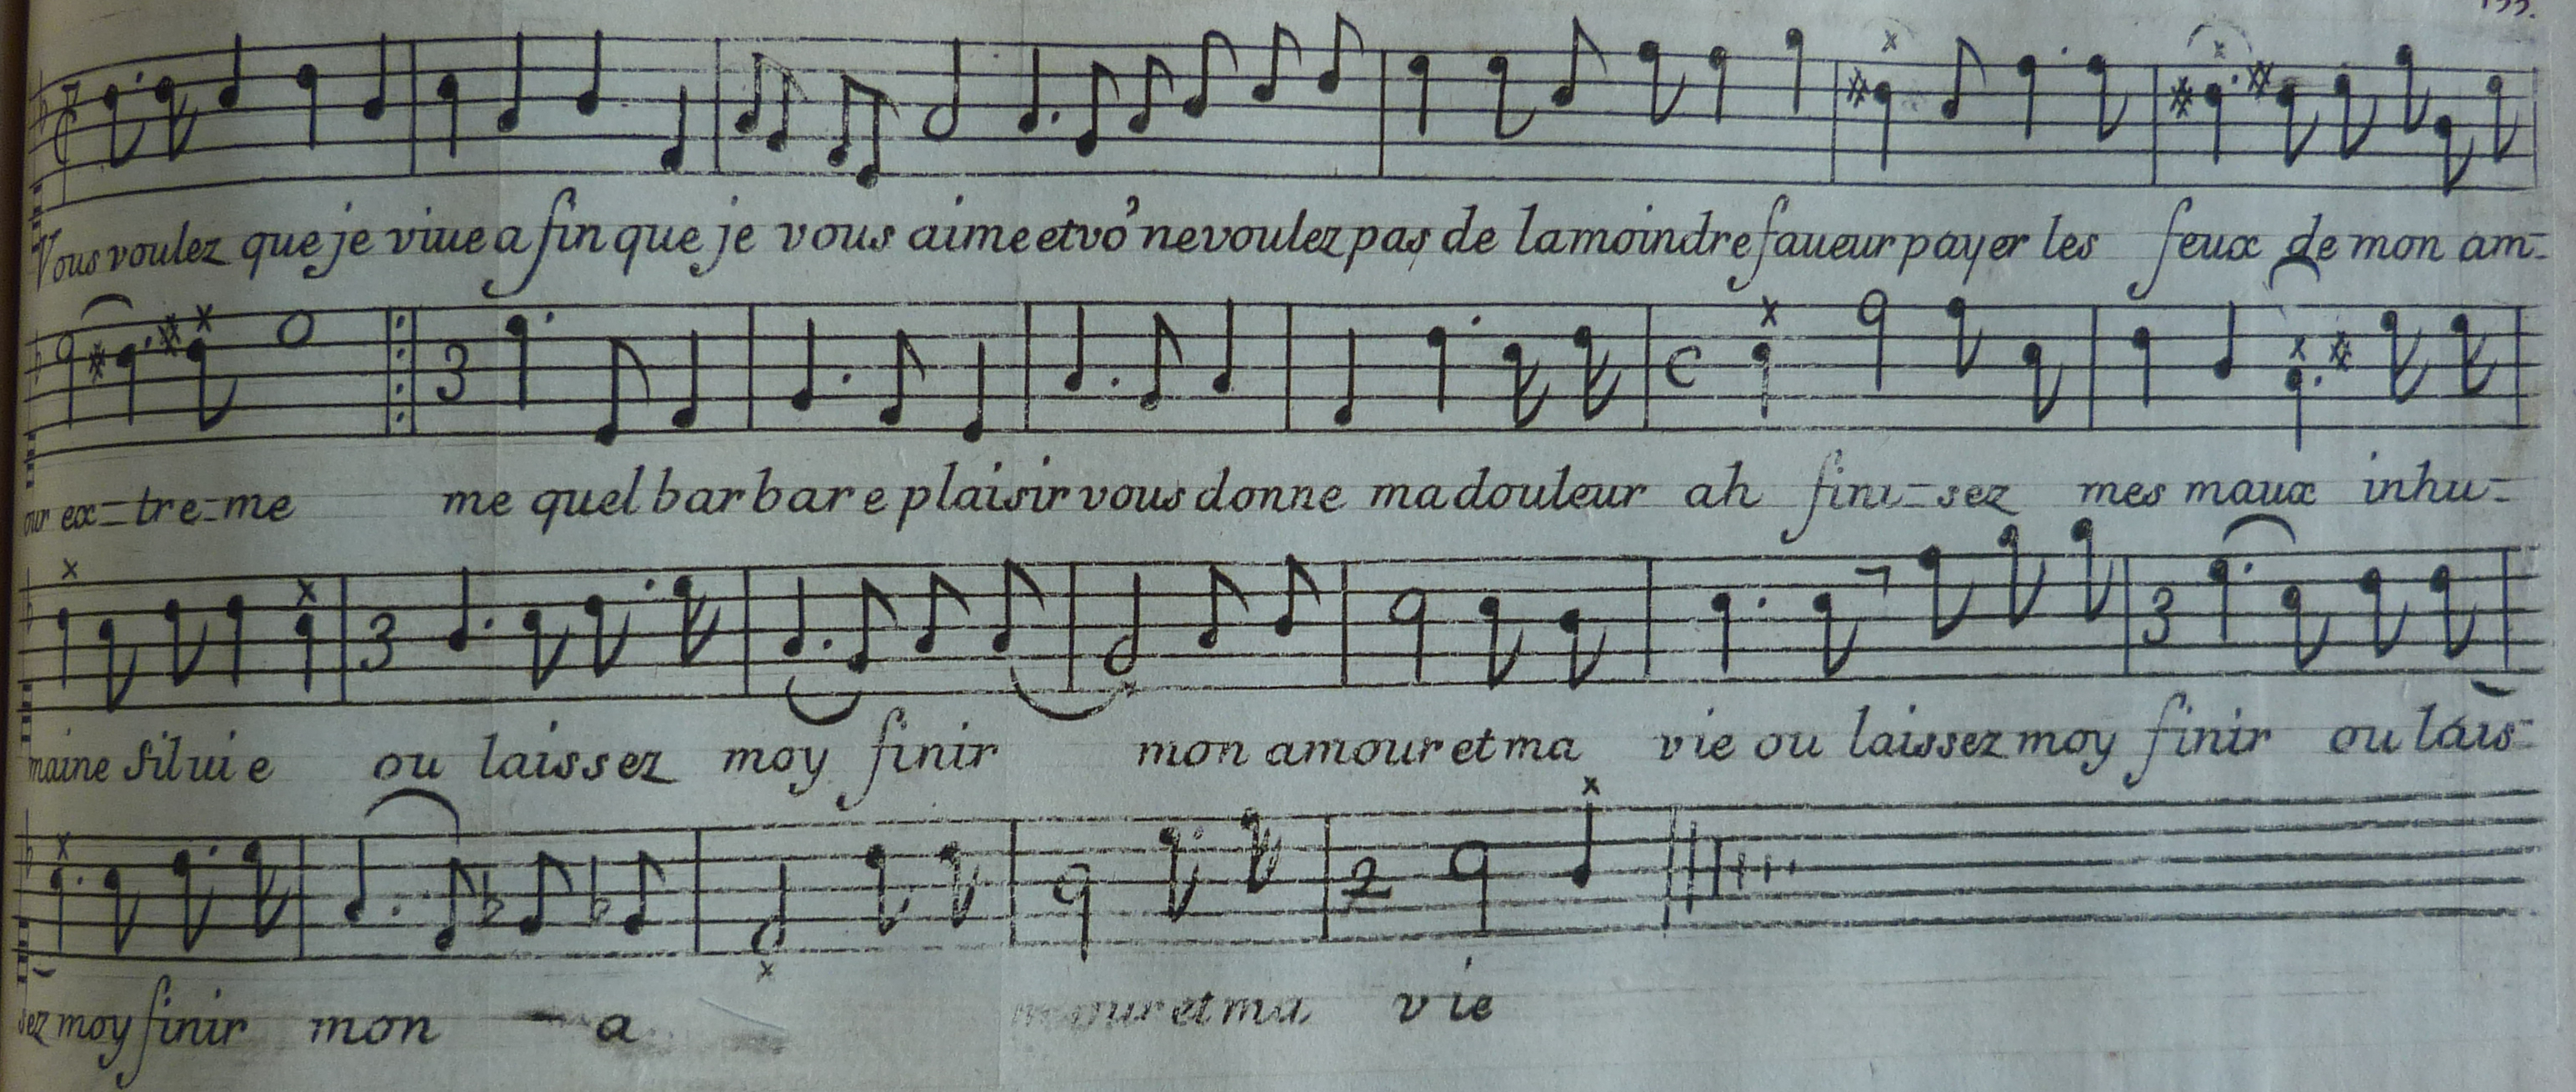 Vous voulez que je viue a fin que je vous aime et vo⁹ ne voulez pas de la moindre faueur payer les feux de mon am-
our ex-tre-me me quel barbare plaisir vous donne ma douleur ah fini-sez mes maux inhu-
maine Siluie ou laissez moy finir mon amour et ma vie ou laissez moy finir ou lais-
sez moy finir mon - a mour et ma vie